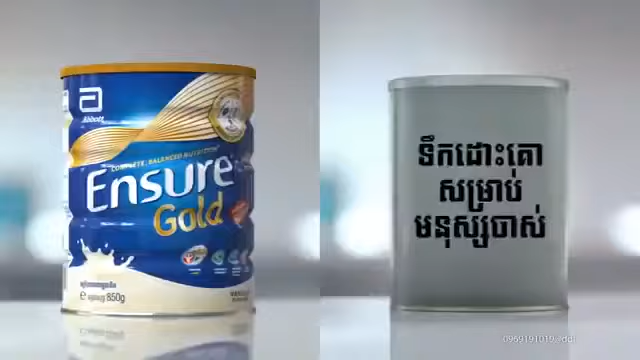 Abbott
COMPLETE, BALANCED NUTRITION
Ensure
Gold
850g
ទឹកដោះគោ
សម្រាប់
មនុស្សចាស់